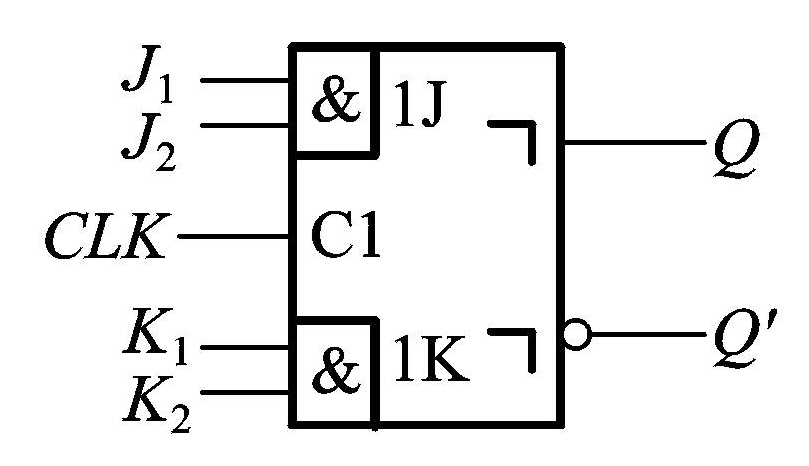 J₁
& 1J
J₂
Q
CLK C1
K₁
& 1K
K₂
Q′